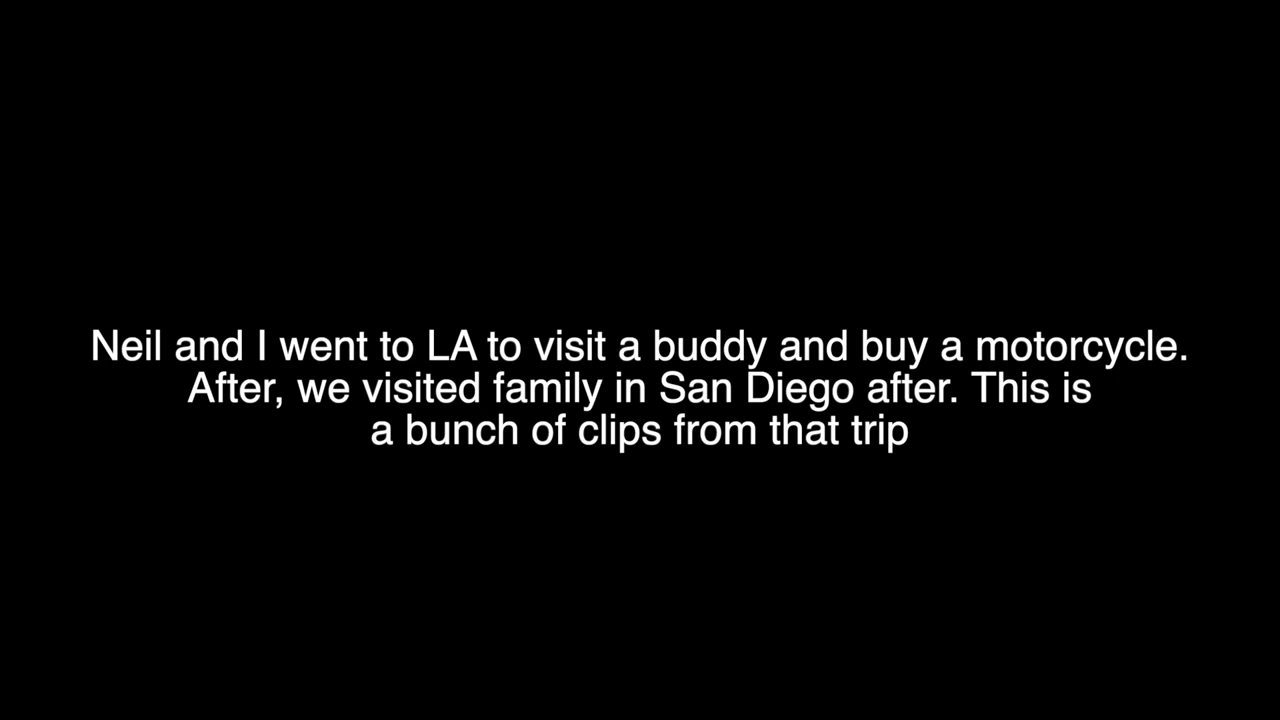 Neil and I went to LA to visit a buddy and buy a motorcycle.
After, we visited family in San Diego after. This is
a bunch of clips from that trip